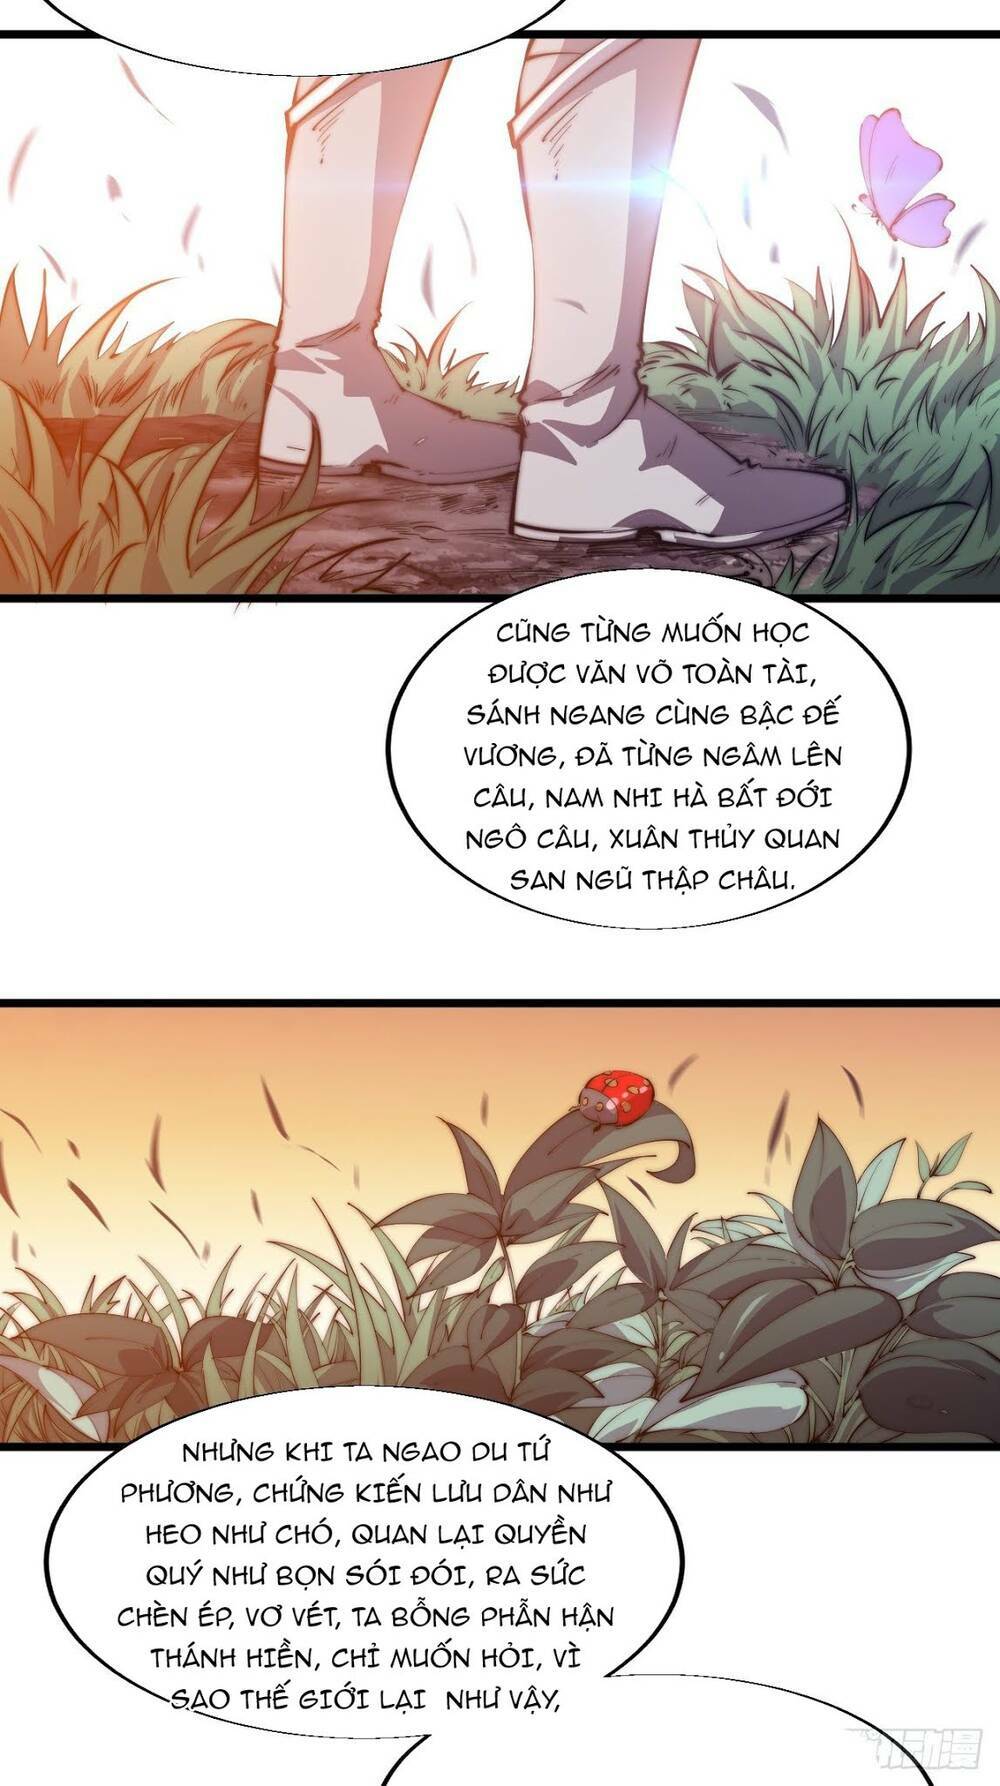 CŨNG TỪNG MUỐN HỌC
ĐƯỢC VĂN VÕ TOÀN TÀI,
SÁNH NGANG CÙNG BẬC ĐẾ
VƯƠNG, ĐÃ TỪNG NGÂM LÊN
CÂU, NAM NHI HÀ BẤT ĐỚI
NGÔ CÂU, XUÂN THỦY QUAN
SAN NGŨ THẬP CHÂU.
NHƯNG KHI TA NGAO DU TỨ
PHƯƠNG, CHỨNG KIẾN LƯU DÂN NHƯ
HEO NHƯ CHÓ, QUAN LẠI QUYỀN
QUÝ NHƯ BỌN SÓI ĐÓI, RA SỨC
CHÈN ÉP, VƠ VÉT, TA BỖNG PHẪN HẬN
THÁNH HIỀN, CHỈ MUỐN HỎI, VÌ
SAO THẾ GIỚI LẠI NHƯ VẬY,